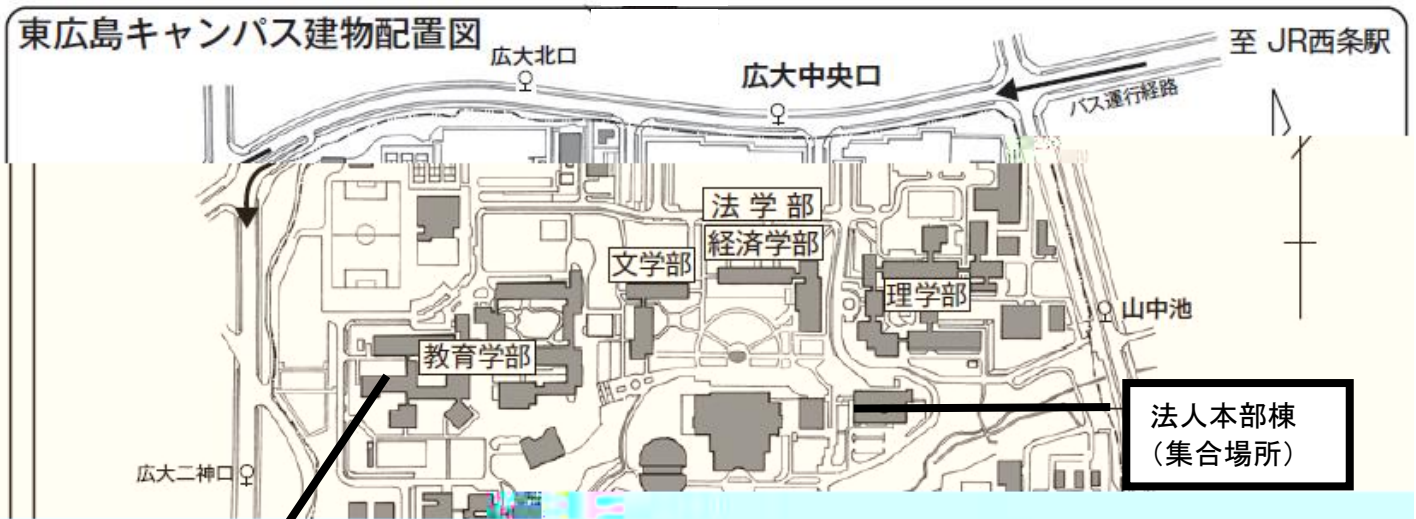 東広島キャンパス建物配置図
広大北口
広大中央口
至 JR西条駅
バス運行経路
法学部
経済学部
文学部
理学部
山中池
教育学部
法人本部棟
（集合場所）
広大二神口